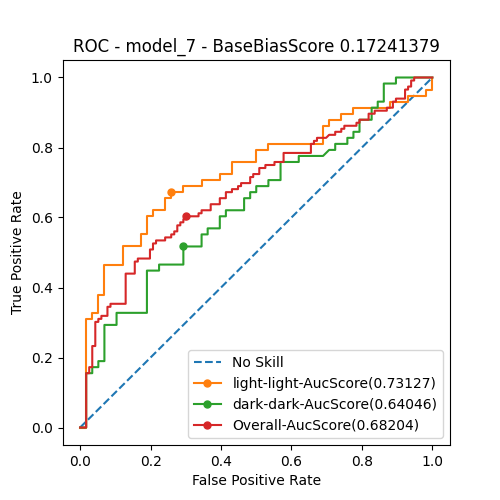 ROC - model_7 - BaseBiasScore 0.17241379
True Positive Rate
1.0
0.8
0.6
0.4
0.2
0.0
No Skill
light-light-AucScore(0.73127)
dark-dark-AucScore(0.64046)
Overall-AucScore(0.68204)
0.0 0.2 0.4 0.6 0.8 1.0
False Positive Rate